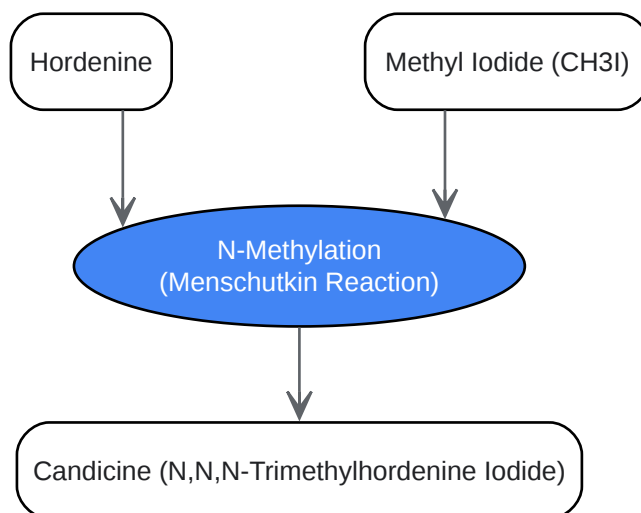 Hordenine
Methyl Iodide (CH3I)
N-Methylation
(Menschutkin Reaction)
Candicine (N,N,N-Trimethylhordenine Iodide)